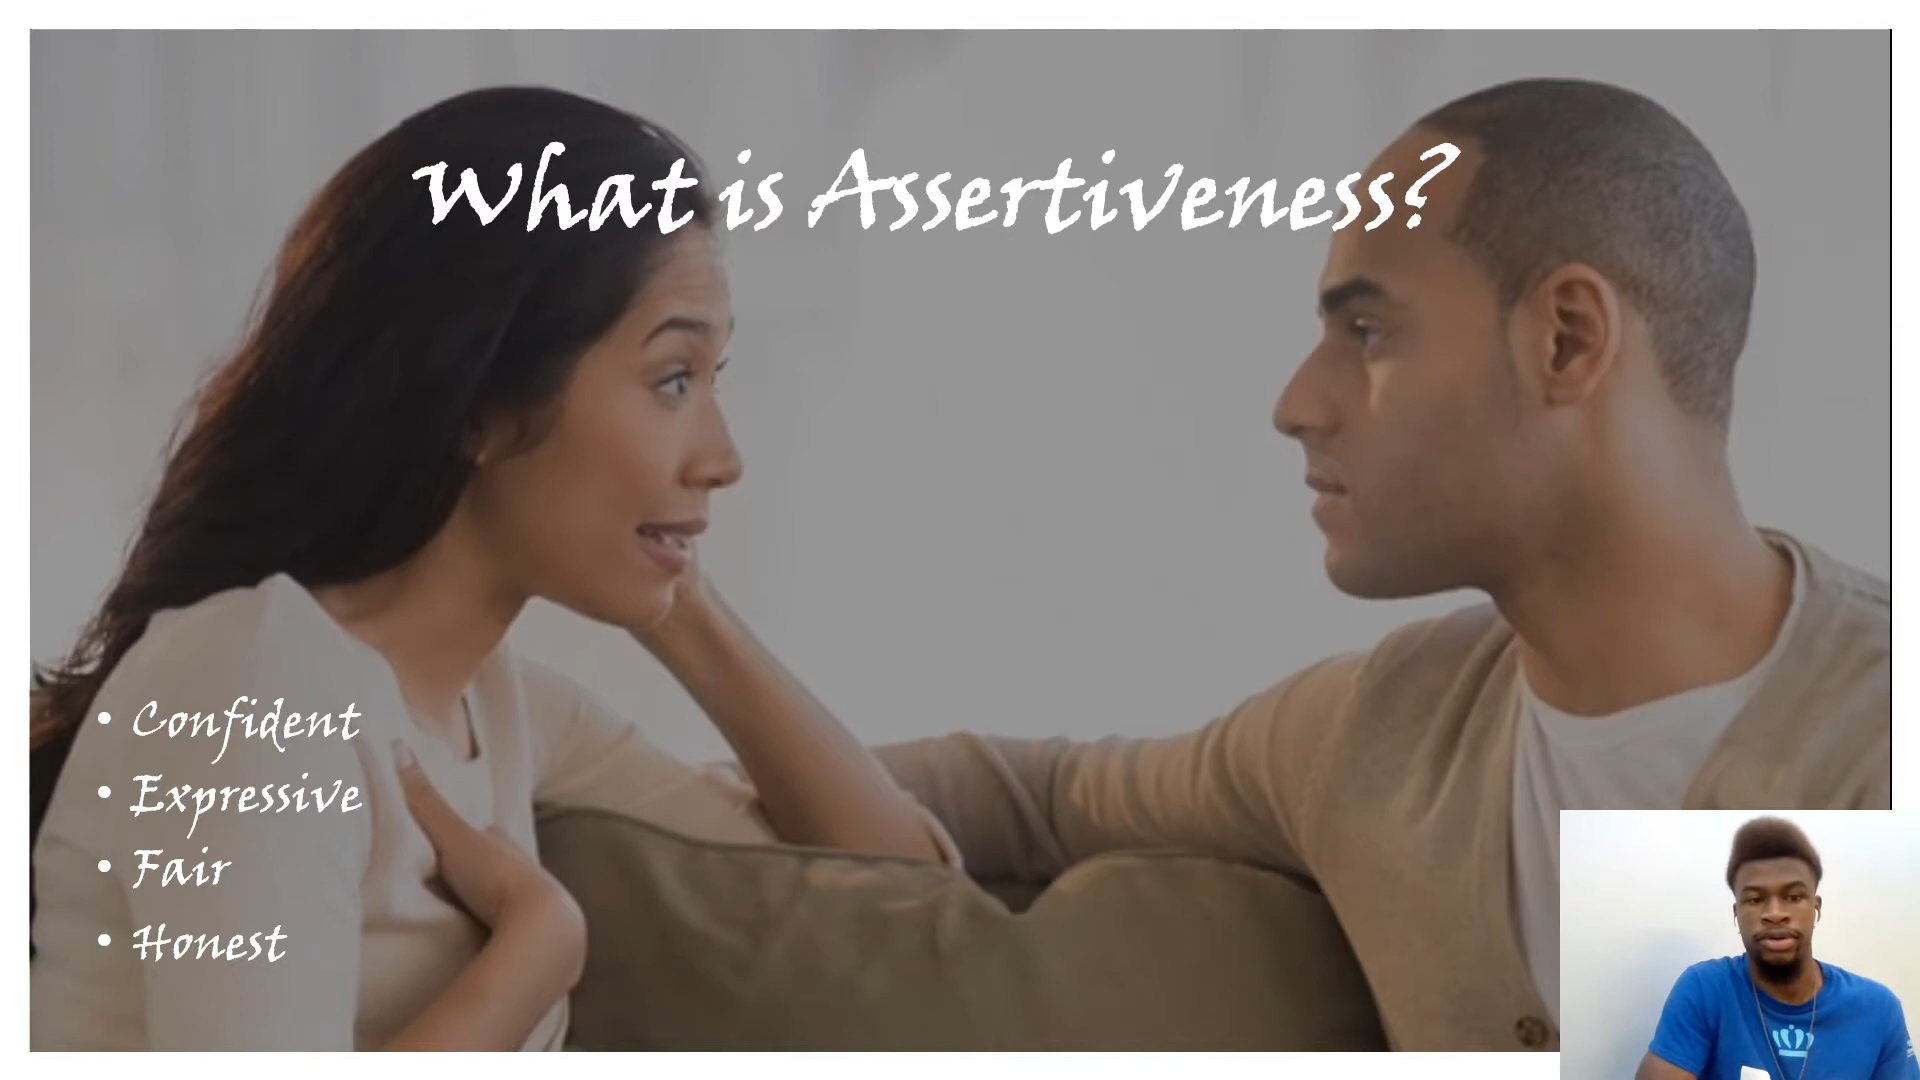 What is Assertiveness?
• Confident
• Expressive
• Fair
• Honest